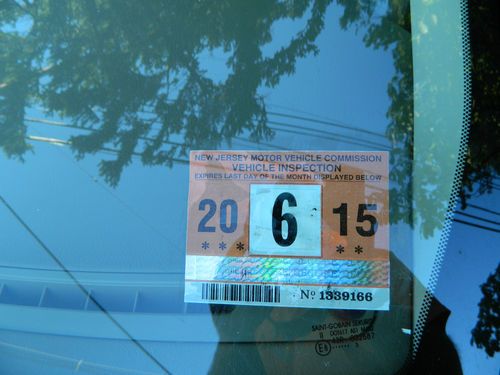 NEW JERSEY MOTOR VEHICLE COMMISSION
VEHICLE INSPECTION
EXPIRES LAST DAY OF THE MONTH DISPLAYED BELOW
20 6 15
* * * * *
Nº 1339166
SAINT-GOBAIN SEKURIT